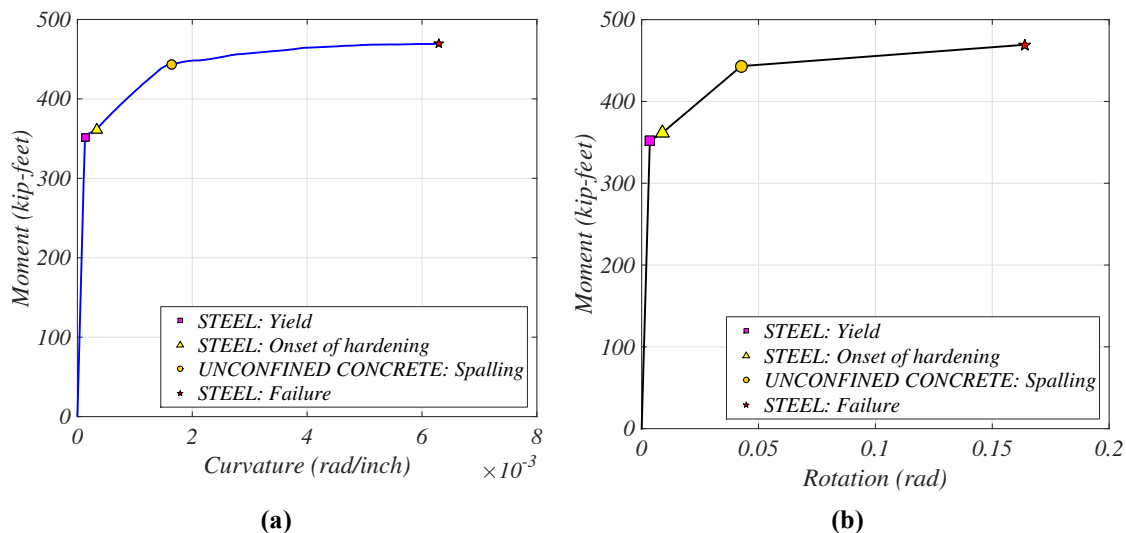 500
400
300
200
100
0
Moment (kip-feet)
STEEL: Yield
STEEL: Onset of hardening
UNCONFINED CONCRETE: Spalling
STEEL: Failure
0 2 4 6 8
Curvature (rad/inch) ×10⁻³
(a)
500
400
300
200
100
0
Moment (kip-feet)
STEEL: Yield
STEEL: Onset of hardening
UNCONFINED CONCRETE: Spalling
STEEL: Failure
0 0.05 0.1 0.15 0.2
Rotation (rad)
(b)